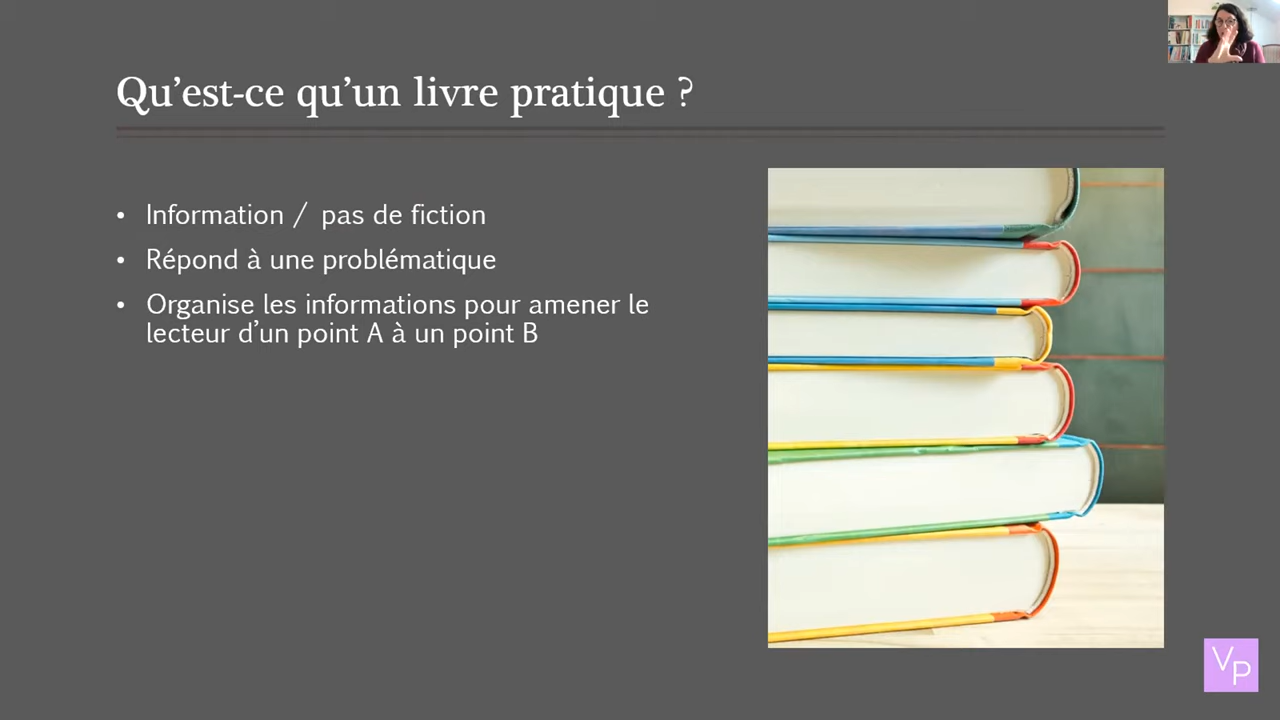 Qu’est-ce qu’un livre pratique ?
• Information / pas de fiction
• Répond à une problématique
• Organise les informations pour amener le
lecteur d’un point A à un point B
VP